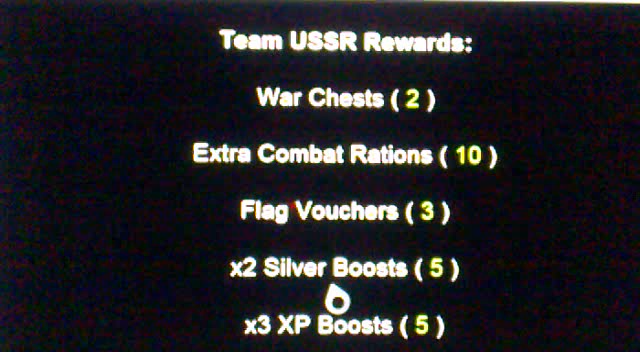 Team USSR Rewards:
War Chests ( 2 )
Extra Combat Rations ( 10 )
Flag Vouchers ( 3 )
x2 Silver Boosts ( 5 )
x3 XP Boosts ( 5 )